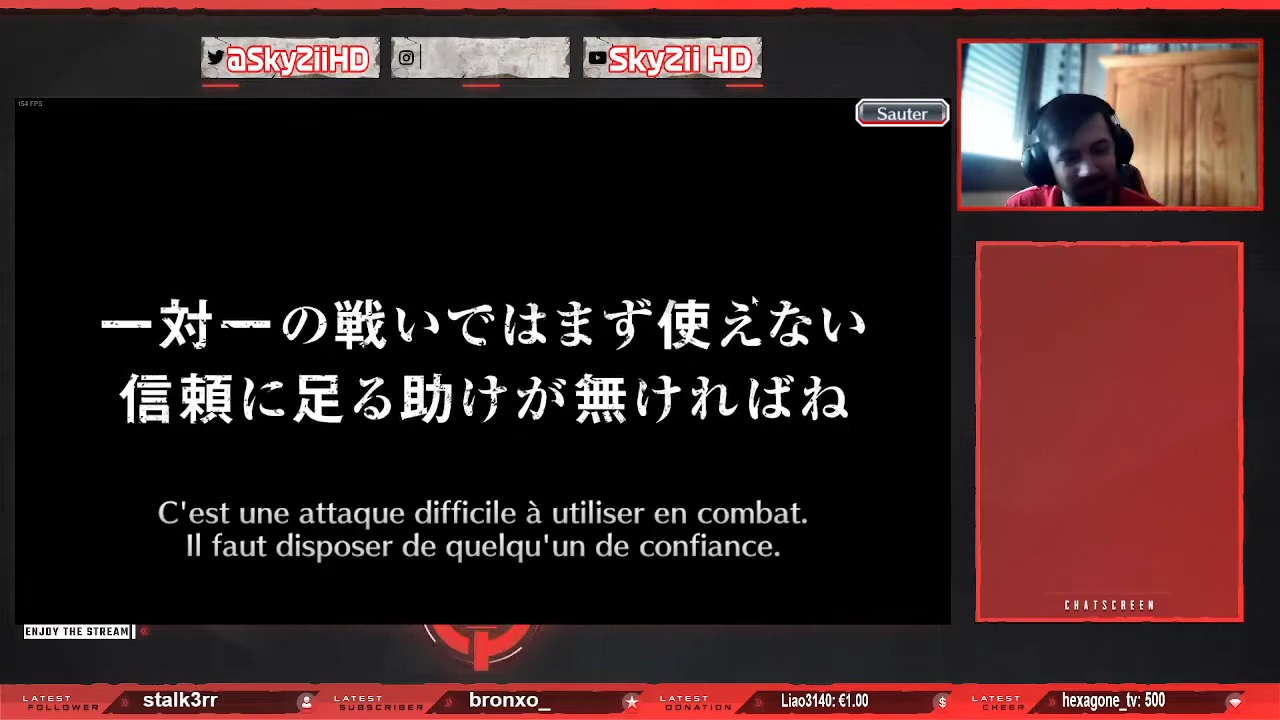 @Sky2iiHD
Sky2ii HD
154 FPS
Sauter
一対一の戦いではまず使えない
信頼に足る助けが無ければね
C'est une attaque difficile à utiliser en combat.
Il faut disposer de quelqu'un de confiance.
CHATSCREEN
ENJOY THE STREAM
LATEST FOLLOWER stalk3rr
LATEST SUBSCRIBER bronxo_
LATEST DONATION Liao3140: €1.00
LATEST CHEER hexagone_tv: 500